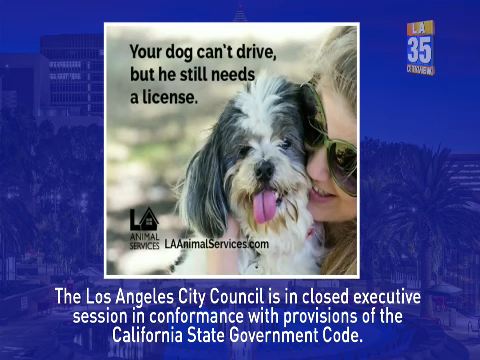 Your dog can't drive,
but he still needs
a license.
LA
35
CITYVIEW
LA
ANIMAL
SERVICES
LAAnimalServices.com
The Los Angeles City Council is in closed executive
session in conformance with provisions of the
California State Government Code.